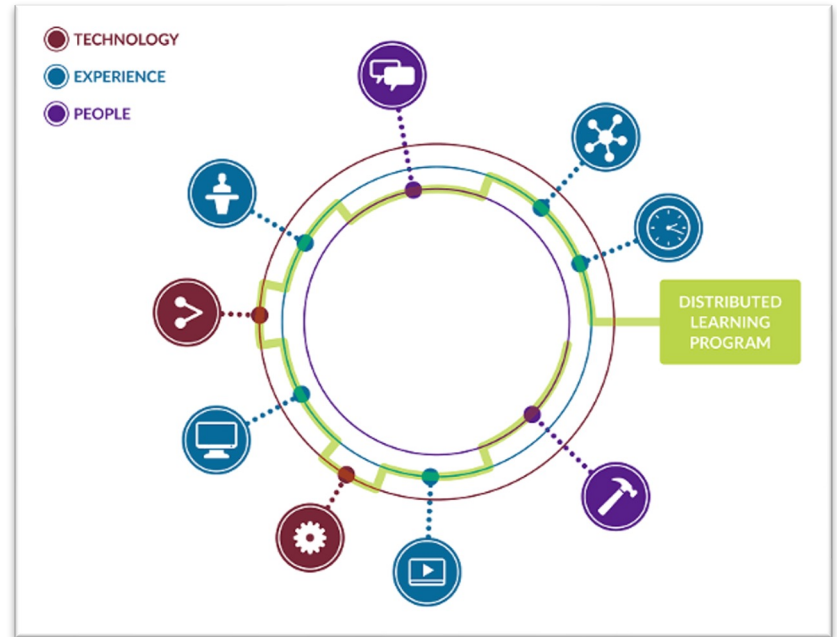 TECHNOLOGY
EXPERIENCE
PEOPLE
DISTRIBUTED
LEARNING
PROGRAM